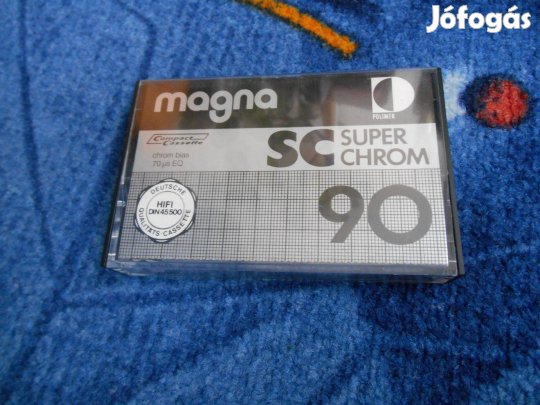 Jófogás
magna
POLIMER
Compact
Cassette
SC SUPER
CHROM
chrom bias
70 µs EQ
DEUTSCHE
HIFI
DIN 45 500
QUALITÄTS CASSETTE
90